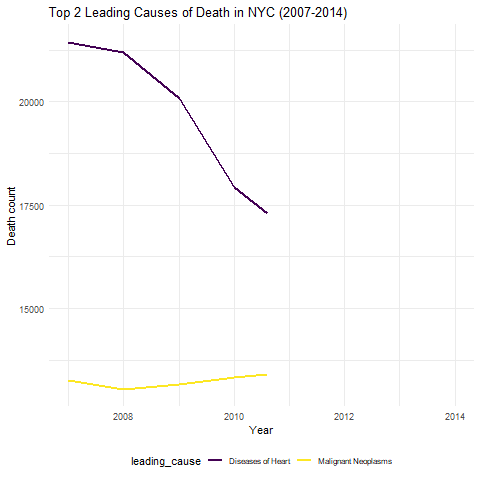 Top 2 Leading Causes of Death in NYC (2007-2014)
20000
17500
15000
Death count
2008 2010 2012 2014
Year
leading_cause Diseases of Heart Malignant Neoplasms